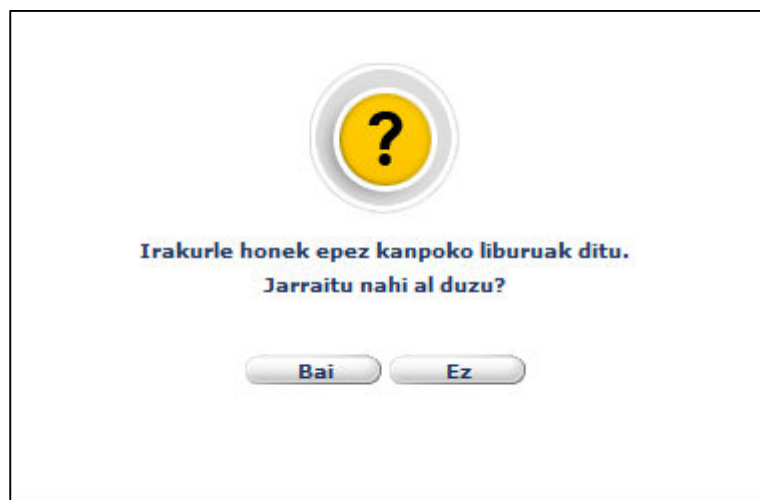 ?
Irakurle honek epez kanpoko liburuak ditu.
Jarraitu nahi al duzu?
Bai Ez